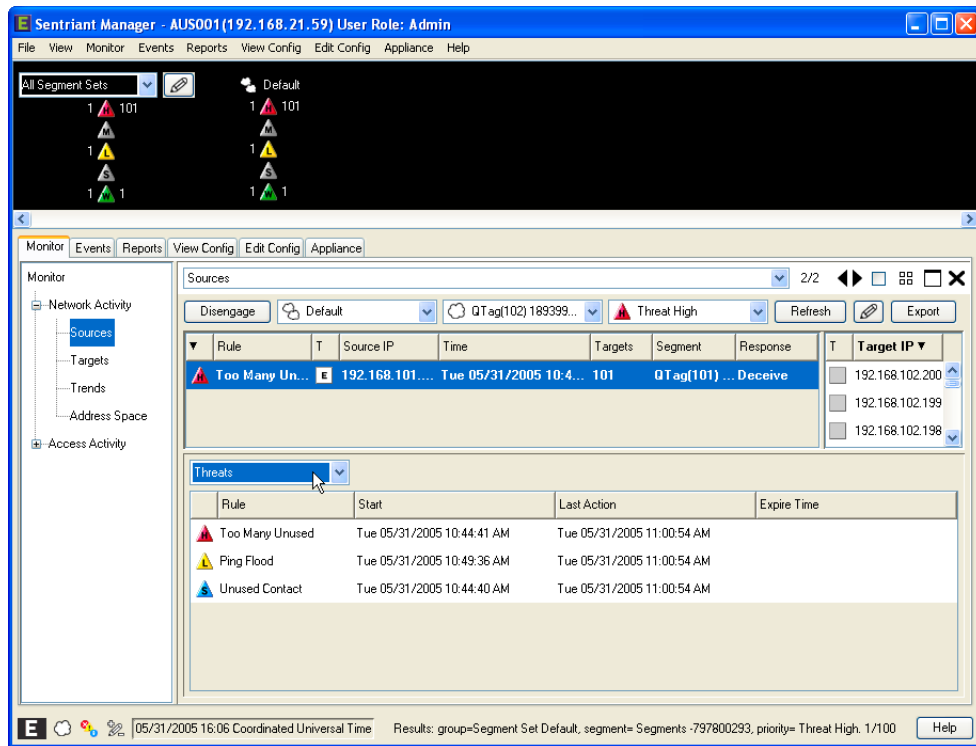 E Sentriant Manager - AUS001(192.168.21.59) User Role: Admin
File View Monitor Events Reports View Config Edit Config Appliance Help
All Segment Sets Default
1 H 101 1 H 101
M M
1 L 1 L
S S
1 W 1 1 W 1
Monitor Events Reports View Config Edit Config Appliance
Monitor
Network Activity
Sources
Targets
Trends
Address Space
Access Activity
Sources 2/2
Disengage Default QTag(102) 189399... H Threat High Refresh Export
Rule T Source IP Time Targets Segment Response T Target IP
H Too Many Un... E 192.168.101.... Tue 05/31/2005 10:4... 101 QTag(101) ... Deceive 192.168.102.200
192.168.102.199
192.168.102.198
Threats
Rule Start Last Action Expire Time
H Too Many Unused Tue 05/31/2005 10:44:41 AM Tue 05/31/2005 11:00:54 AM
L Ping Flood Tue 05/31/2005 10:49:36 AM Tue 05/31/2005 11:00:54 AM
S Unused Contact Tue 05/31/2005 10:44:40 AM Tue 05/31/2005 11:00:54 AM
E 05/31/2005 16:06 Coordinated Universal Time Results: group=Segment Set Default, segment= Segments -797800293, priority= Threat High. 1/100 Help